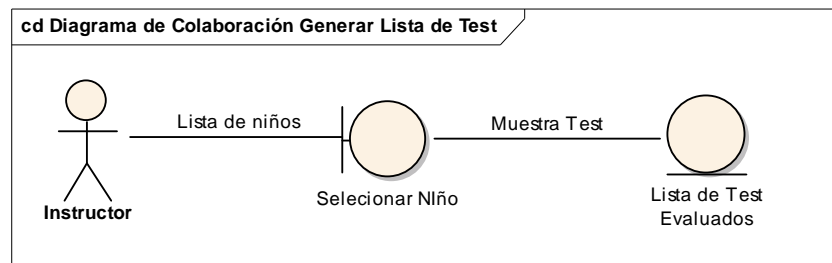 cd Diagrama de Colaboración Generar Lista de Test
Lista de niños
Muestra Test
Instructor
Selecionar NIño
Lista de Test
Evaluados